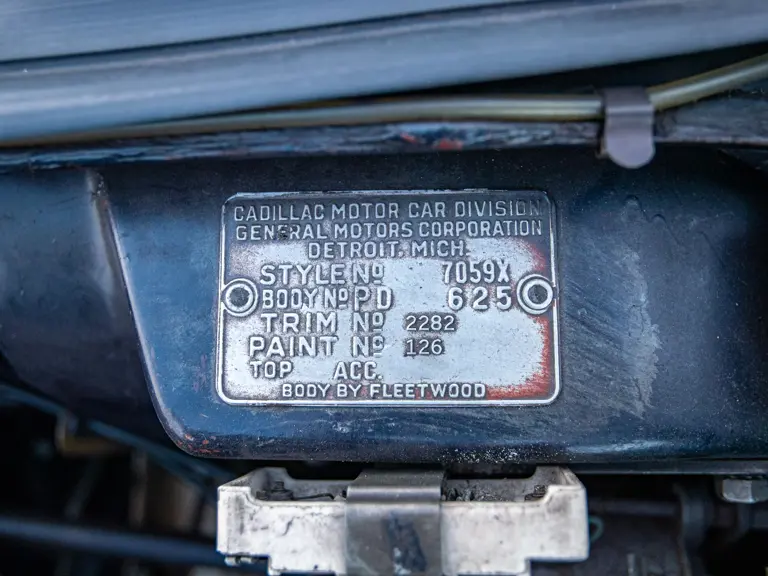 CADILLAC MOTOR CAR DIVISION
GENERAL MOTORS CORPORATION
DETROIT, MICH.
STYLE Nº 7059X
BODY Nº PD 625
TRIM Nº 2282
PAINT Nº 126
TOP ACC.
BODY BY FLEETWOOD